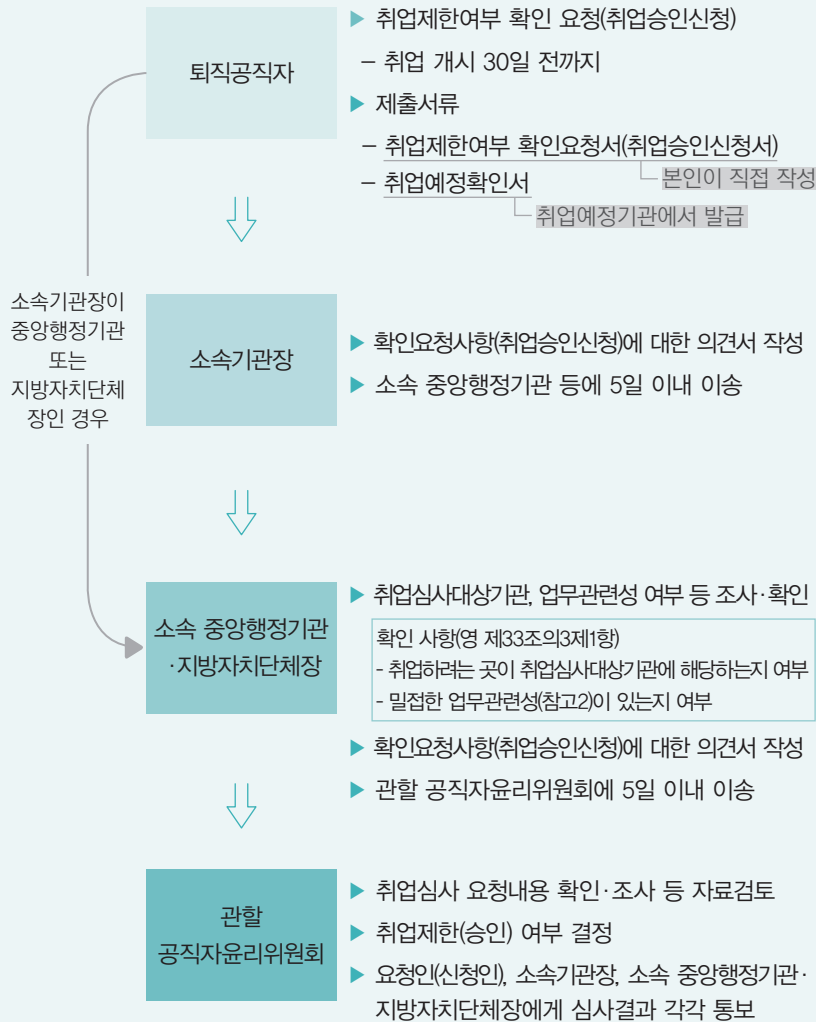 퇴직공직자
▶ 취업제한여부 확인 요청(취업승인신청)
– 취업 개시 30일 전까지
▶ 제출서류
– 취업제한여부 확인요청서(취업승인신청서)
본인이 직접 작성
– 취업예정확인서
취업예정기관에서 발급
소속기관장이
중앙행정기관
또는
지방자치단체
장인 경우
소속기관장
▶ 확인요청사항(취업승인신청)에 대한 의견서 작성
▶ 소속 중앙행정기관 등에 5일 이내 이송
소속 중앙행정기관
·지방자치단체장
▶ 취업심사대상기관, 업무관련성 여부 등 조사·확인
확인 사항(영 제33조의3제1항)
- 취업하려는 곳이 취업심사대상기관에 해당하는지 여부
- 밀접한 업무관련성(참고2)이 있는지 여부
▶ 확인요청사항(취업승인신청)에 대한 의견서 작성
▶ 관할 공직자윤리위원회에 5일 이내 이송
관할
공직자윤리위원회
▶ 취업심사 요청내용 확인·조사 등 자료검토
▶ 취업제한(승인) 여부 결정
▶ 요청인(신청인), 소속기관장, 소속 중앙행정기관·
지방자치단체장에게 심사결과 각각 통보